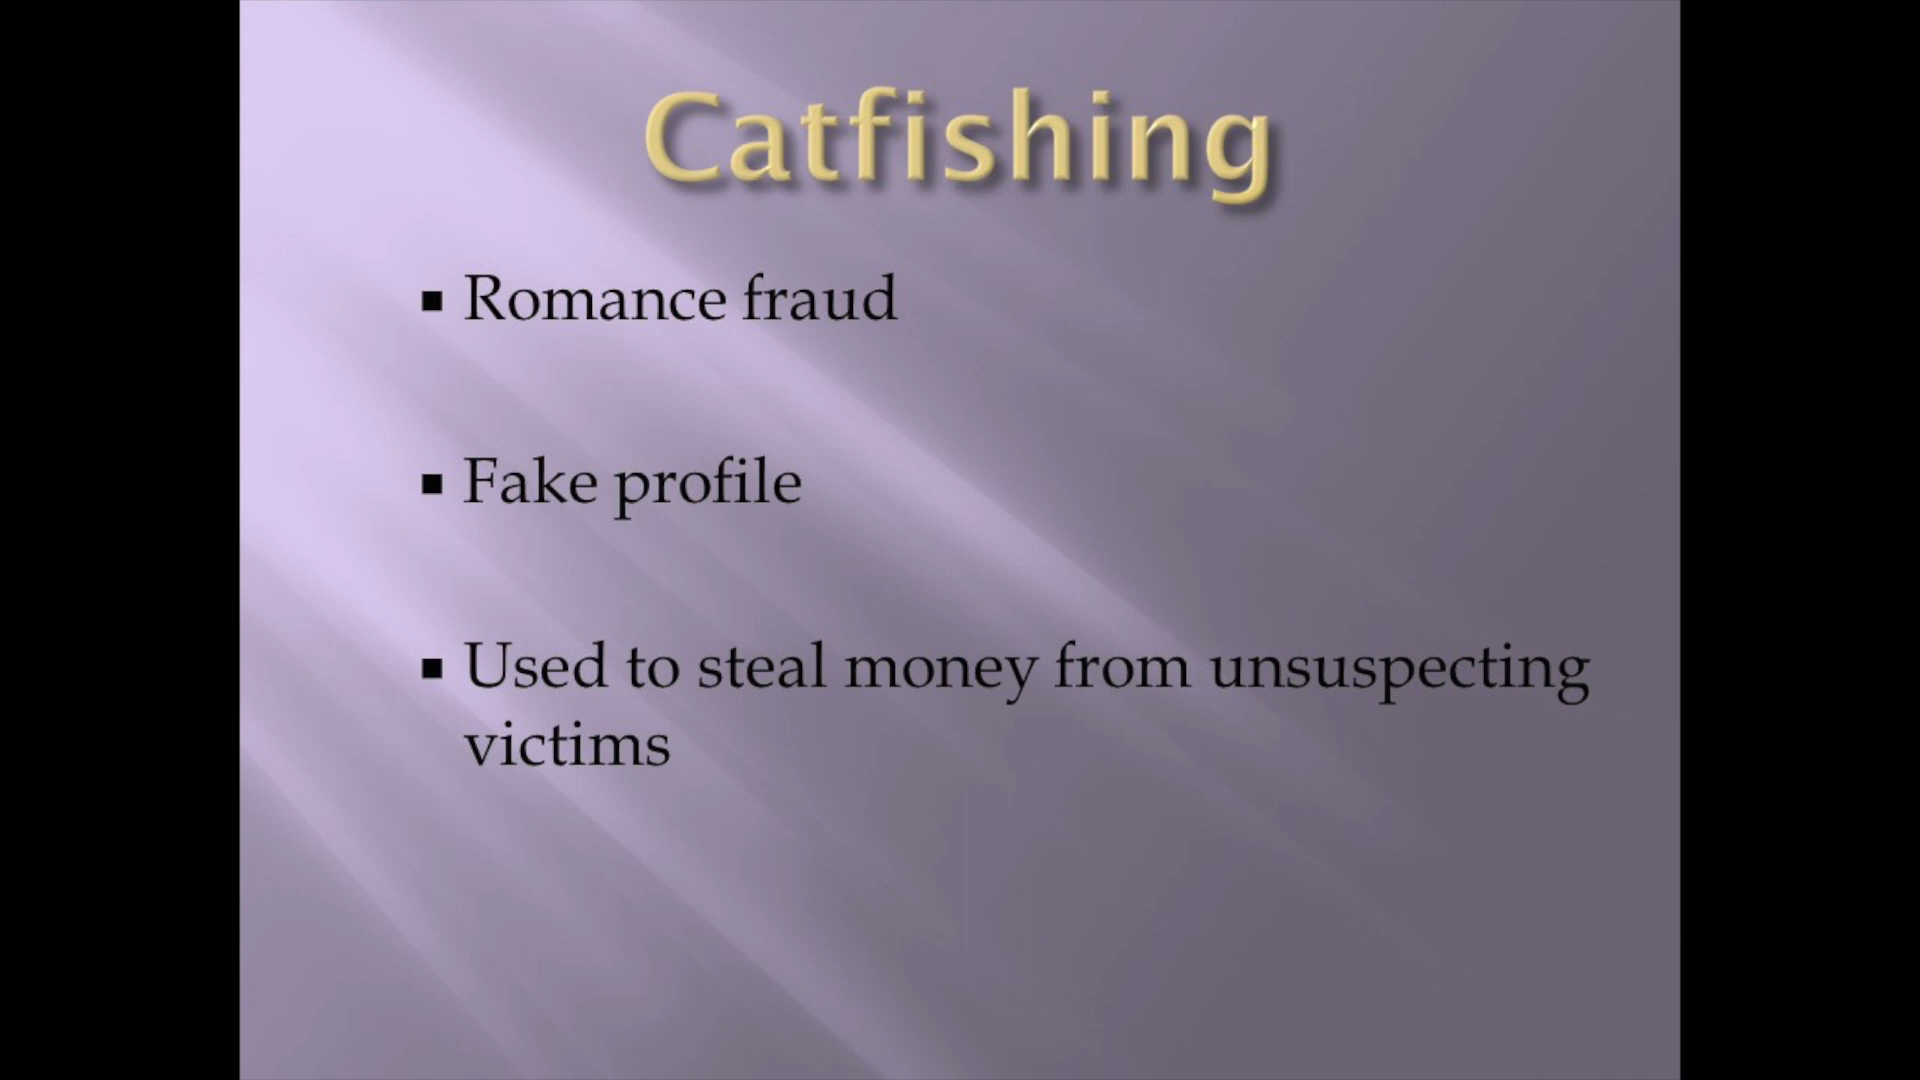 Catfishing
▪ Romance fraud
▪ Fake profile
▪ Used to steal money from unsuspecting
victims